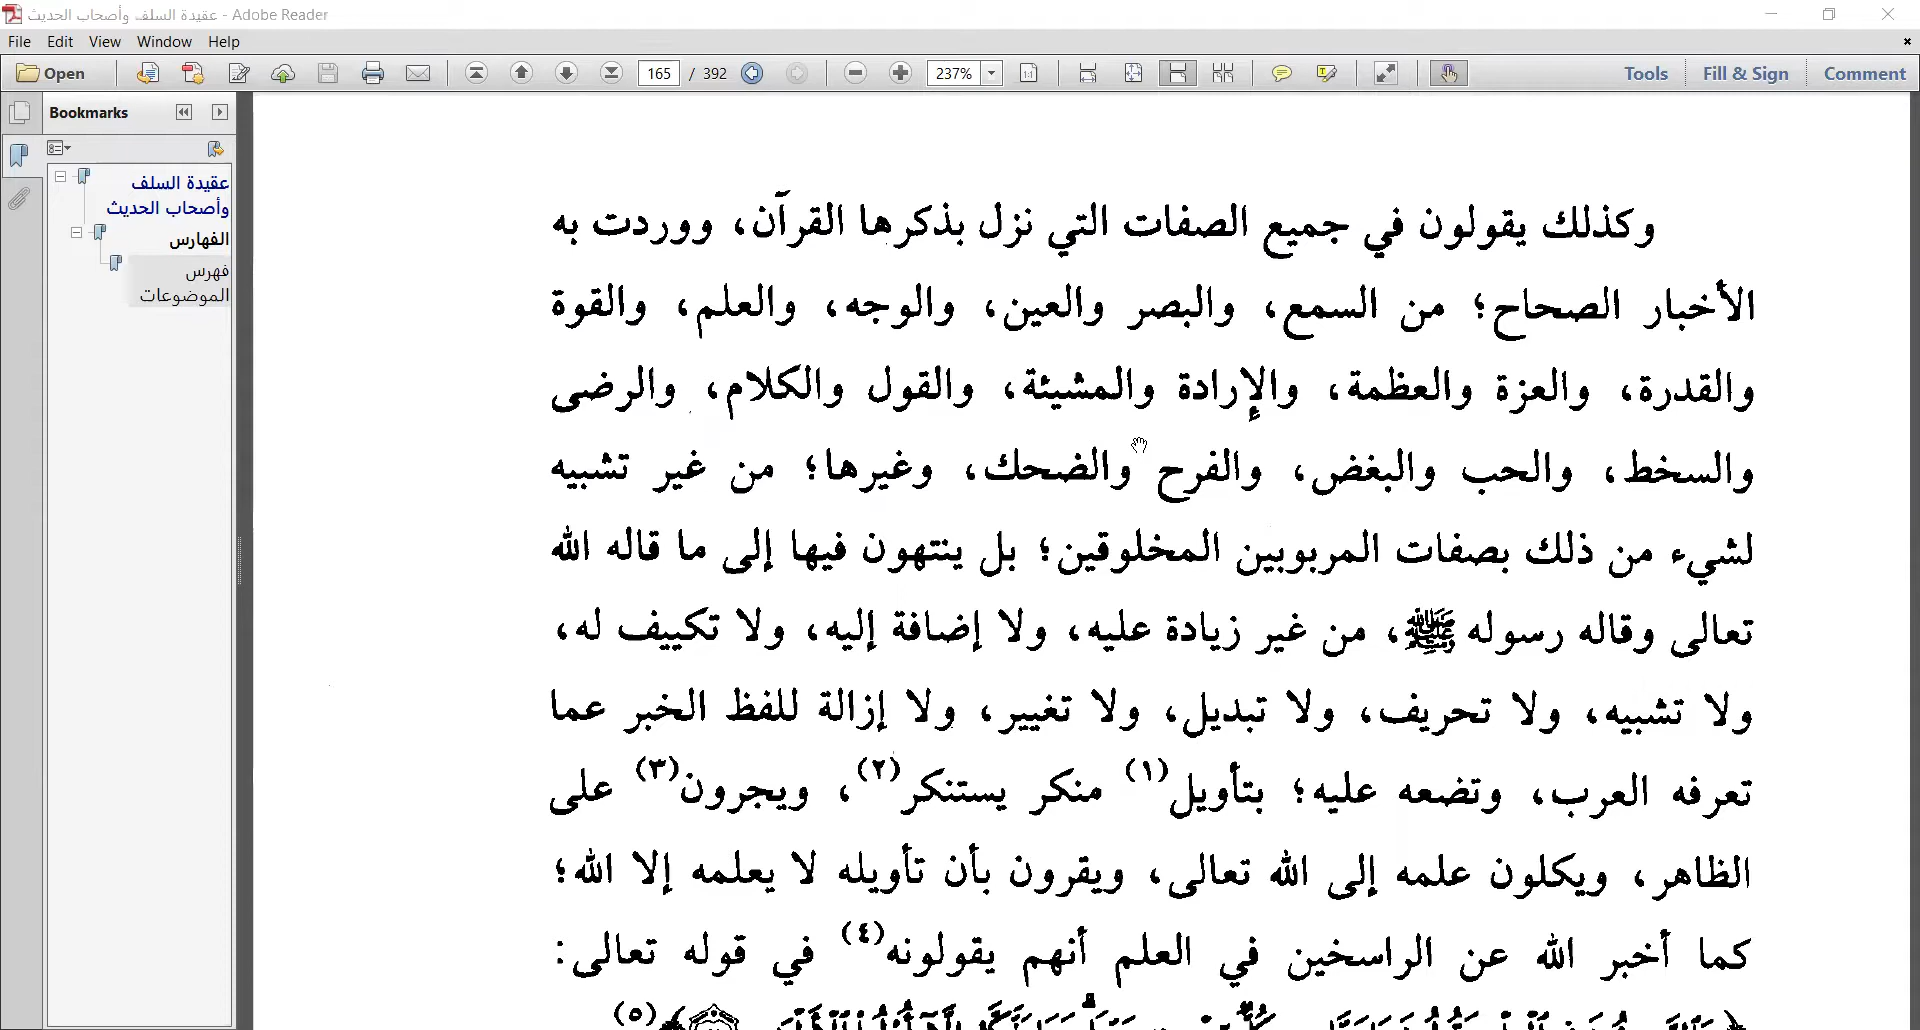 عقيدة السلف وأصحاب الحديث - Adobe Reader
File Edit View Window Help
Open 165 / 392 237% Tools Fill & Sign Comment
Bookmarks
عقيدة السلف
وأصحاب الحديث
الفهارس
فهرس
الموضوعات
وكذلك يقولون في جميع الصفات التي نزل بذكرها القرآن، ووردت به
الأخبار الصحاح؛ من السمع، والبصر والعين، والوجه، والعلم، والقوة
والقدرة، والعزة والعظمة، والإرادة والمشيئة، والقول والكلام، والرضى
والسخط، والحب والبغض، والفرح والضحك، وغيرها؛ من غير تشبيه
لشيء من ذلك بصفات المربوبين المخلوقين؛ بل ينتهون فيها إلى ما قاله الله
تعالى وقاله رسوله ﷺ، من غير زيادة عليه، ولا إضافة إليه، ولا تكييف له،
ولا تشبيه، ولا تحريف، ولا تبديل، ولا تغيير، ولا إزالة للفظ الخبر عما
تعرفه العرب، وتضعه عليه؛ بتأويل(١) منكر يستنكر(٢)، ويجرون(٣) على
الظاهر، ويكلون علمه إلى الله تعالى، ويقرون بأن تأويله لا يعلمه إلا الله؛
كما أخبر الله عن الراسخين في العلم أنهم يقولونه(٤) في قوله تعالى:
(٥)